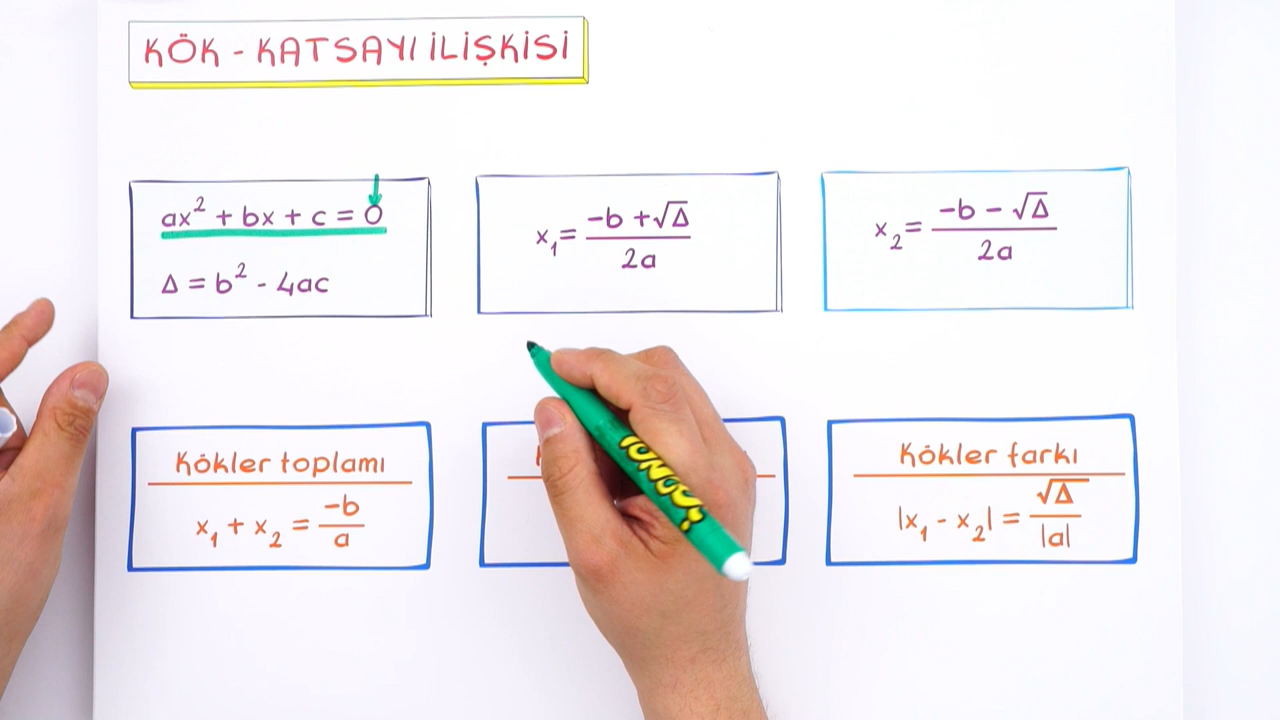 KÖK - KATSAYI İLİŞKİSİ
ax² + bx + c = 0
Δ = b² - 4ac
x₁ = (-b + √Δ) / 2a
x₂ = (-b - √Δ) / 2a
Kökler toplamı
x₁ + x₂ = -b / a
Kökler farkı
|x₁ - x₂| = √Δ / |a|